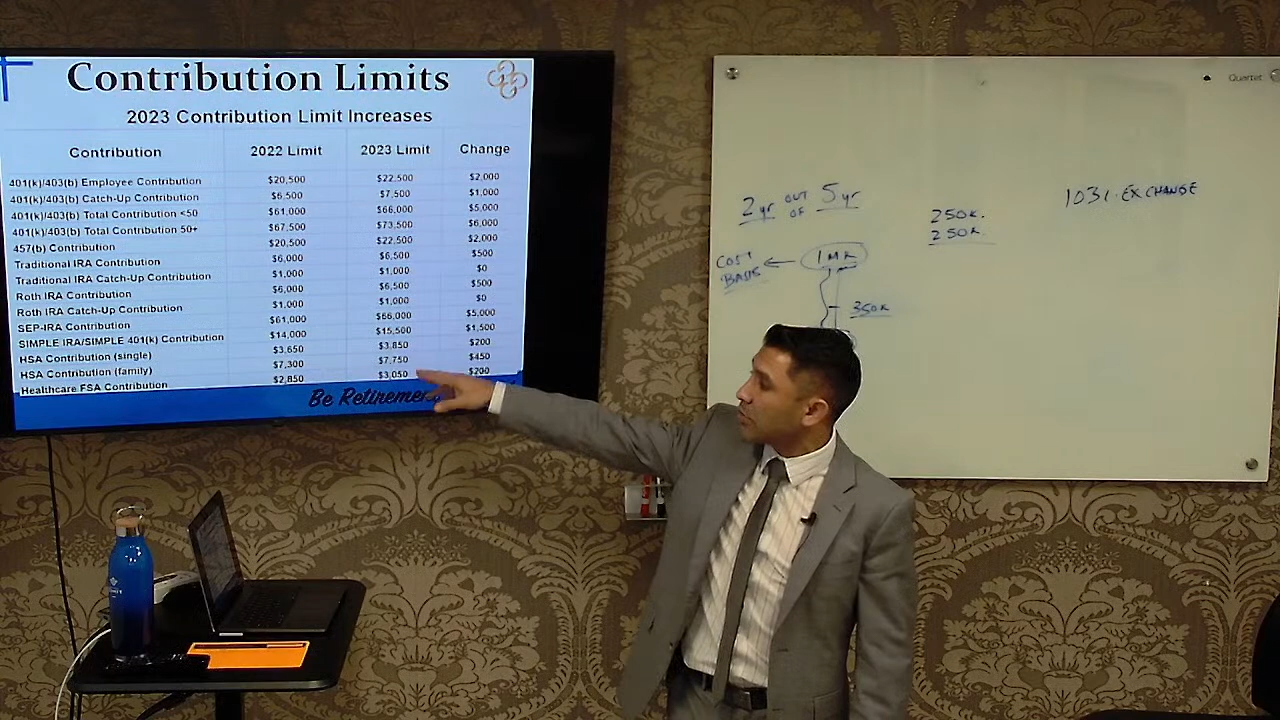 Contribution Limits
2023 Contribution Limit Increases
Contribution 2022 Limit 2023 Limit Change
401(k)/403(b) Employee Contribution $20,500 $22,500 $2,000
401(k)/403(b) Catch-Up Contribution $6,500 $7,500 $1,000
401(k)/403(b) Total Contribution <50 $61,000 $66,000 $5,000
401(k)/403(b) Total Contribution 50+ $67,500 $73,500 $6,000
457(b) Contribution $20,500 $22,500 $2,000
Traditional IRA Contribution $6,000 $6,500 $500
Traditional IRA Catch-Up Contribution $1,000 $1,000 $0
Roth IRA Contribution $6,000 $6,500 $500
Roth IRA Catch-Up Contribution $1,000 $1,000 $0
SEP-IRA Contribution $61,000 $66,000 $5,000
SIMPLE IRA/SIMPLE 401(k) Contribution $14,000 $15,500 $1,500
HSA Contribution (single) $3,650 $3,850 $200
HSA Contribution (family) $7,300 $7,750 $450
Healthcare FSA Contribution $2,850 $3,050 $200
Be Retiremen
Quartet
2 yr OUT OF 5 yr
250K.
250K.
1031 EXCHANGE
COST BASIS
350K